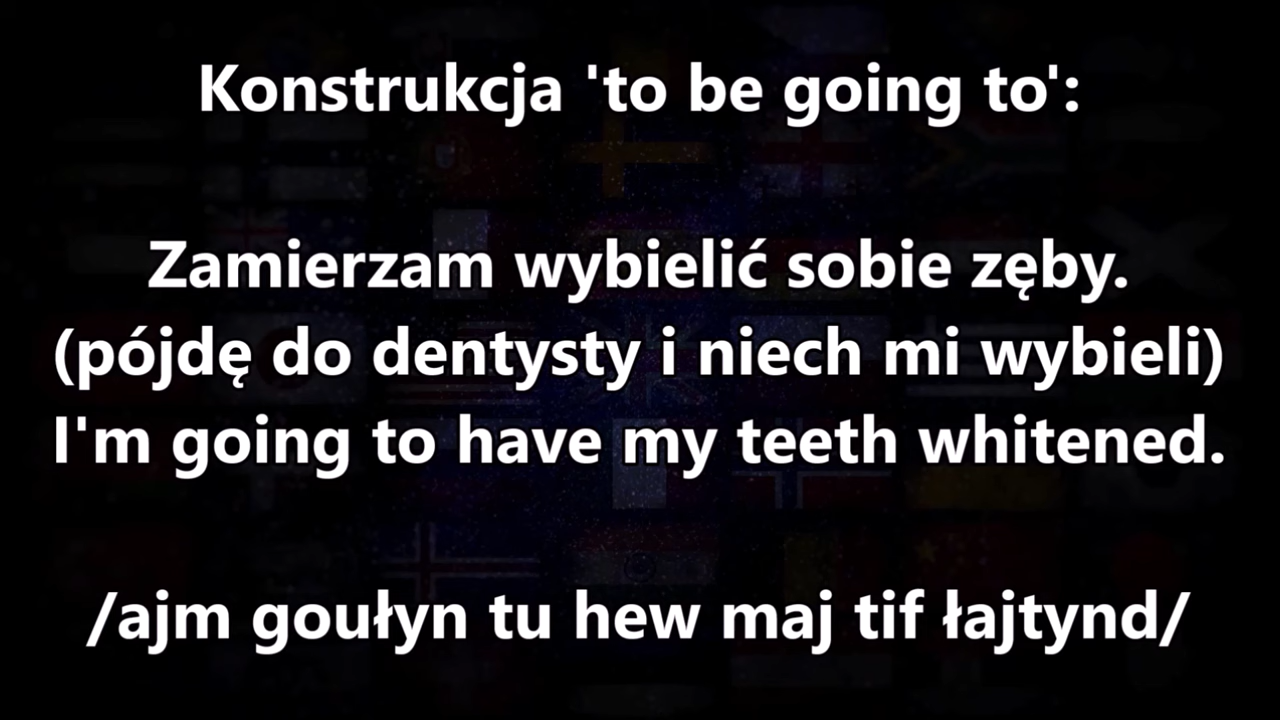 Konstrukcja 'to be going to':
Zamierzam wybielić sobie zęby.
(pójdę do dentysty i niech mi wybieli)
I'm going to have my teeth whitened.
/ajm goułyn tu hew maj tif łajtynd/